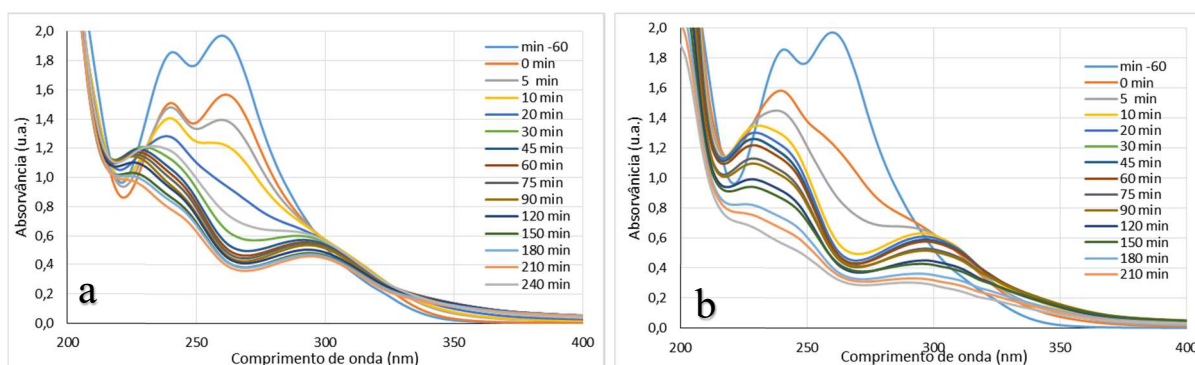 2,0
1,8
1,6
1,4
1,2
1,0
0,8
0,6
0,4
0,2
0,0
Absorvância (u.a.)
200
250
300
350
400
Comprimento de onda (nm)
a
min -60
0 min
5 min
10 min
20 min
30 min
45 min
60 min
75 min
90 min
120 min
150 min
180 min
210 min
240 min
2,0
1,8
1,6
1,4
1,2
1,0
0,8
0,6
0,4
0,2
0,0
Absorvância (u.a.)
200
250
300
350
400
Comprimento de onda (nm)
b
min -60
0 min
5 min
10 min
20 min
30 min
45 min
60 min
75 min
90 min
120 min
150 min
180 min
210 min